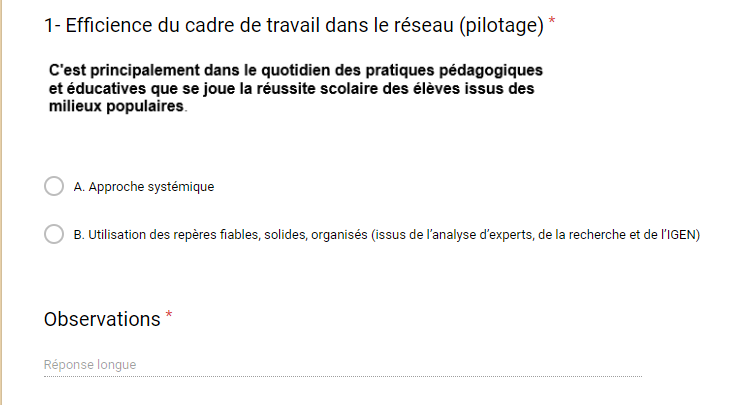 1- Efficience du cadre de travail dans le réseau (pilotage) *
C'est principalement dans le quotidien des pratiques pédagogiques
et éducatives que se joue la réussite scolaire des élèves issus des
milieux populaires.
A. Approche systémique
B. Utilisation des repères fiables, solides, organisés (issus de l'analyse d'experts, de la recherche et de l'IGEN)
Observations *
Réponse longue